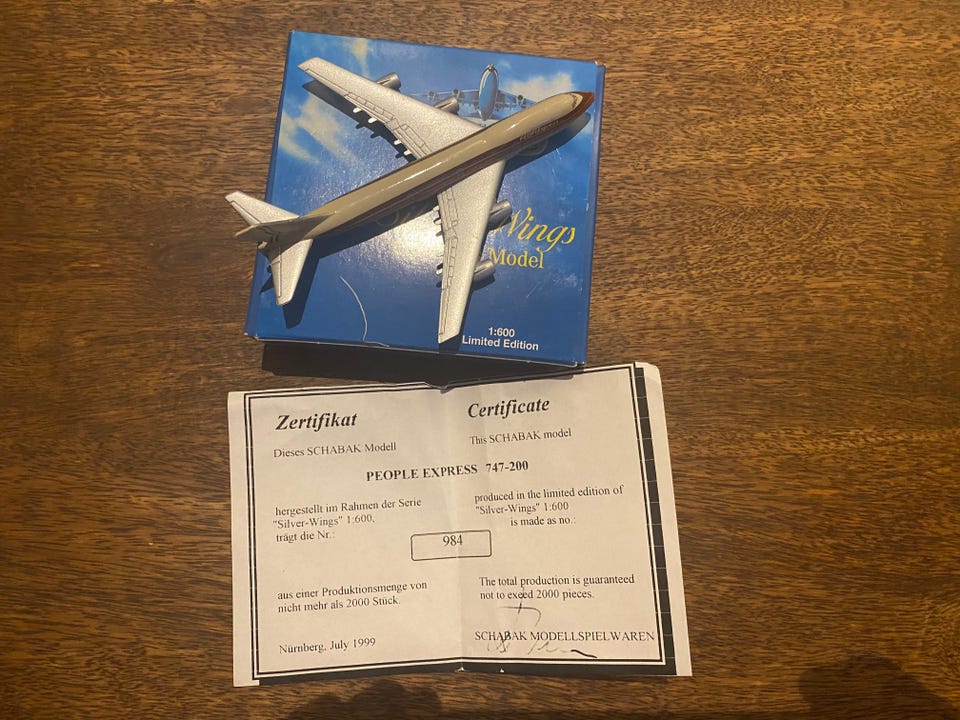 Wings
Model
1:600
Limited Edition
Zertifikat
Dieses SCHABAK Modell
Certificate
This SCHABAK model
PEOPLE EXPRESS 747-200
hergestellt im Rahmen der Serie
"Silver-Wings" 1:600,
trägt die Nr.:
produced in the limited edition of
"Silver-Wings" 1:600
is made as no.:
984
aus einer Produktionsmenge von
nicht mehr als 2000 Stück.
The total production is guaranteed
not to exeed 2000 pieces.
Nürnberg, July 1999
SCHABAK MODELLSPIELWAREN